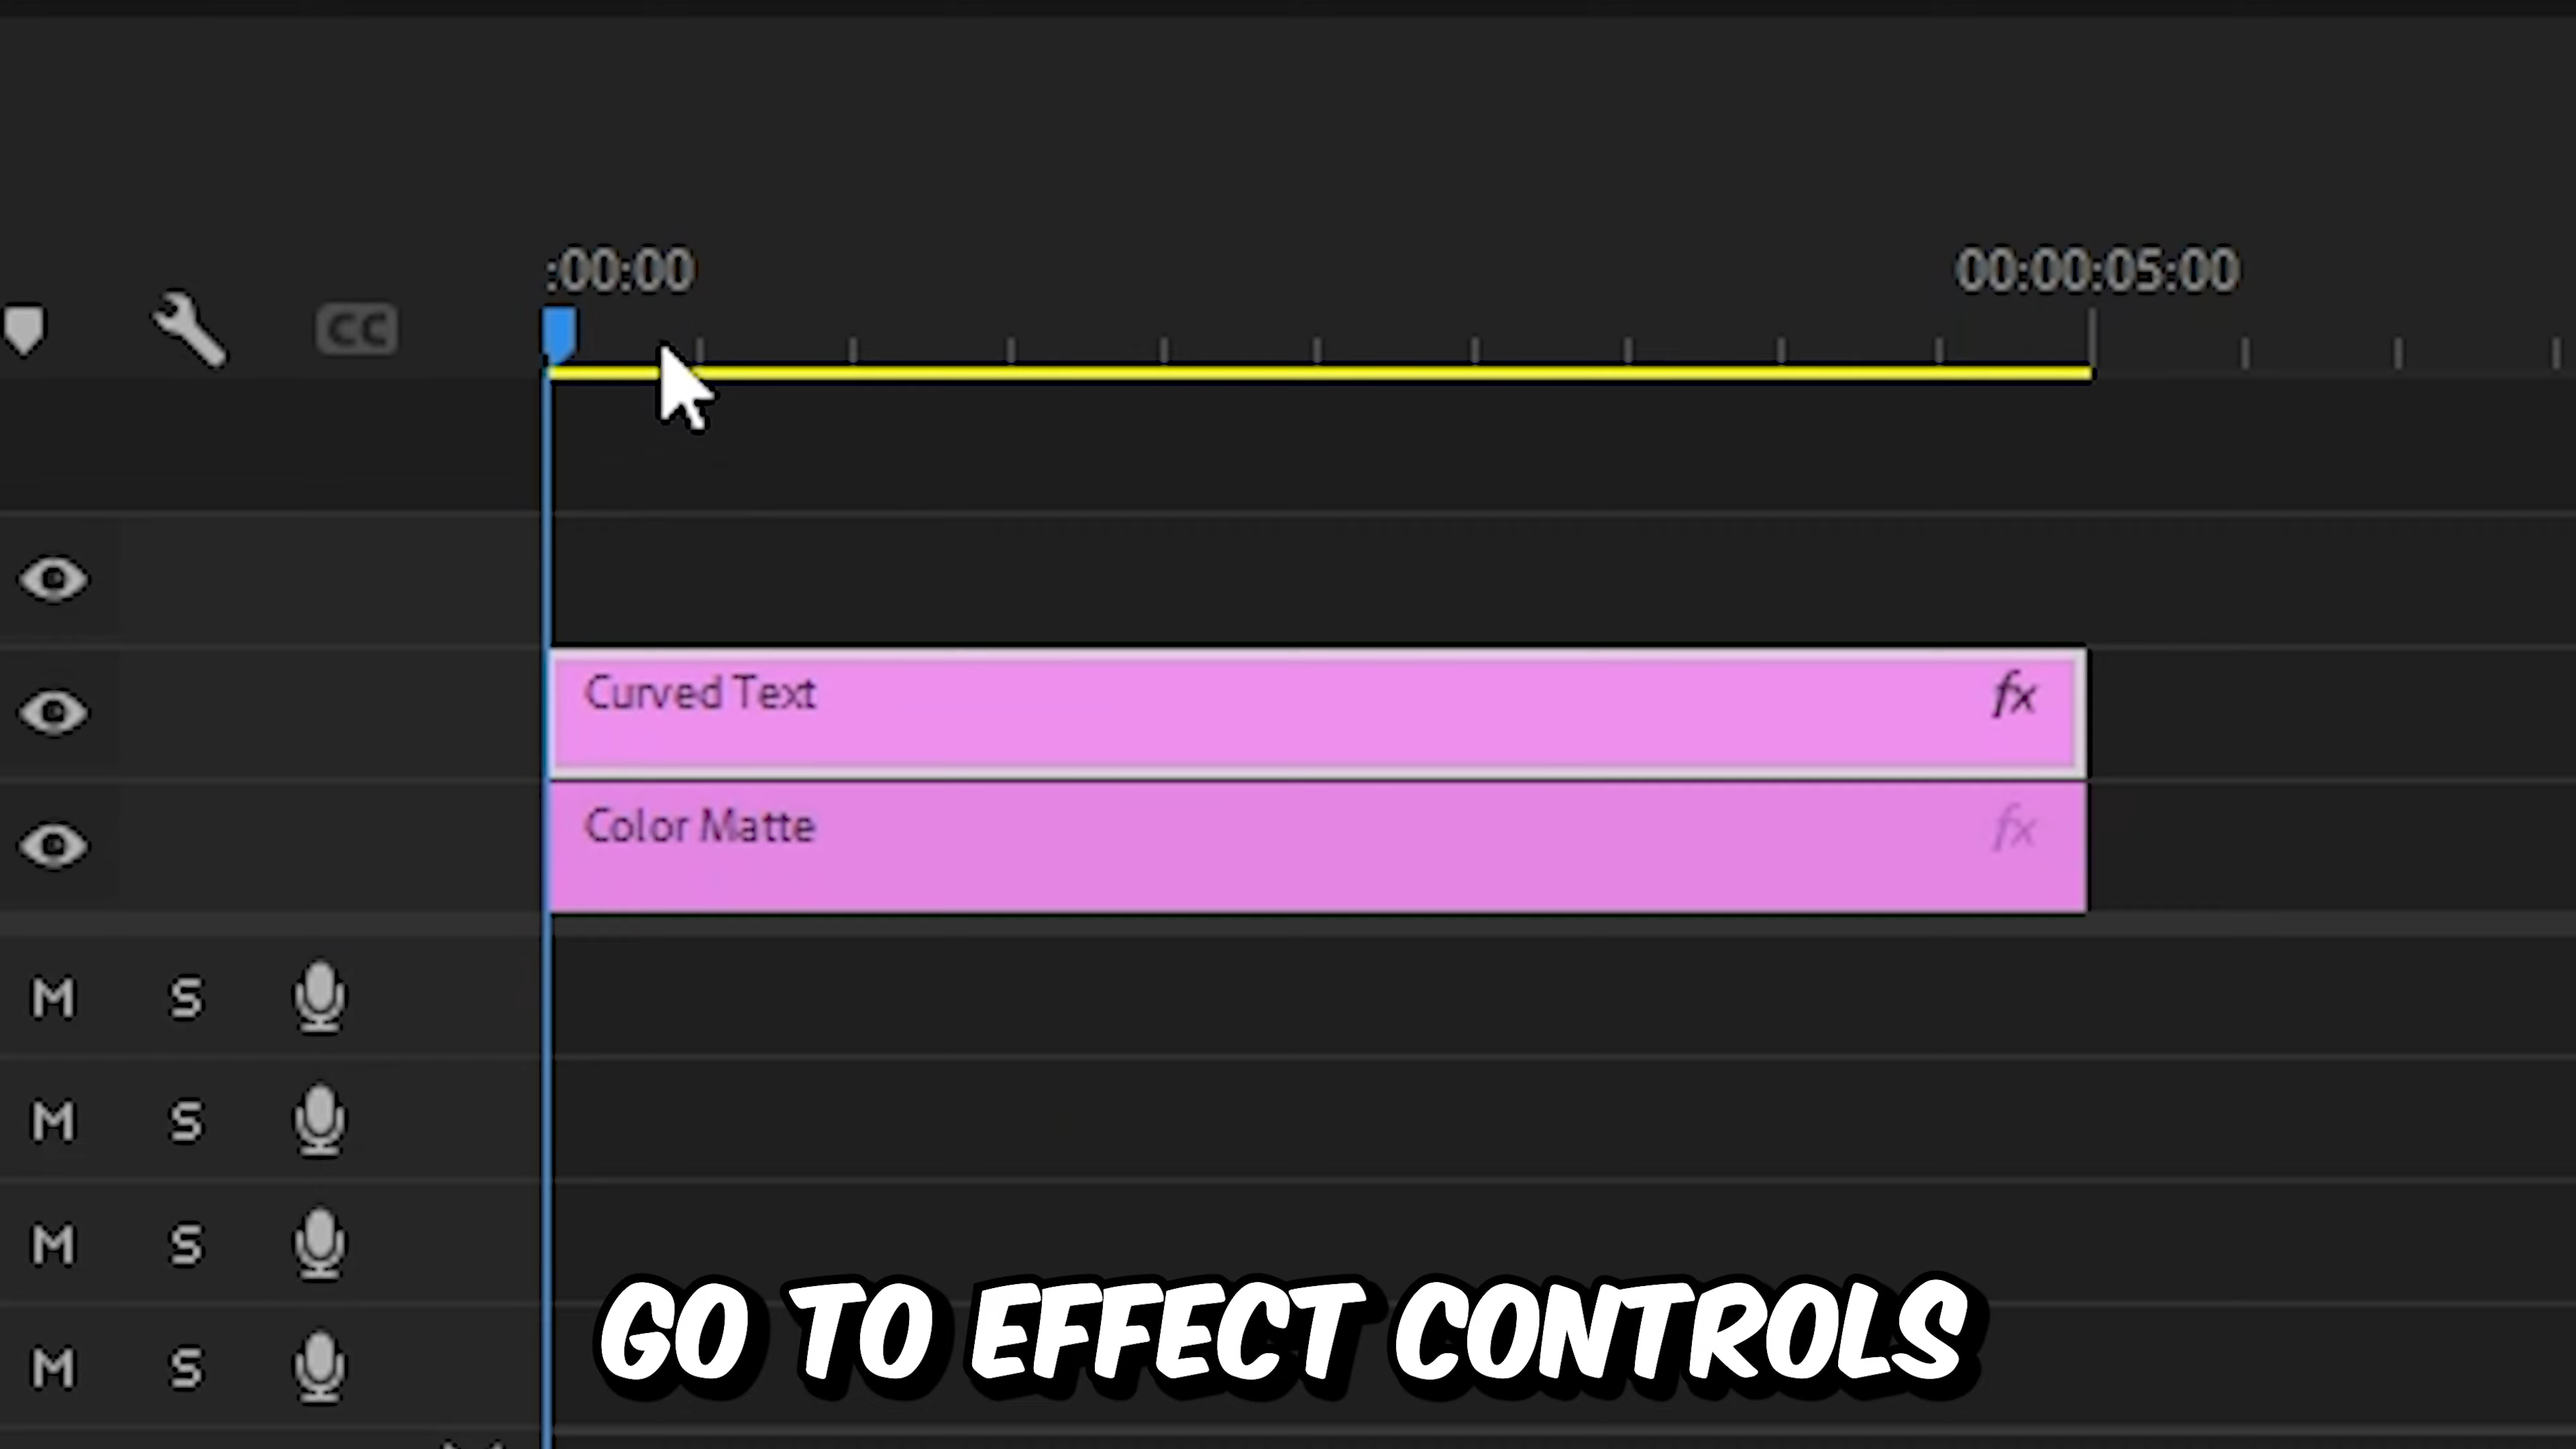 :00:00
00:00:05:00
CC
Curved Text
fx
Color Matte
fx
M S
M S
M S
M S
GO TO EFFECT CONTROLS